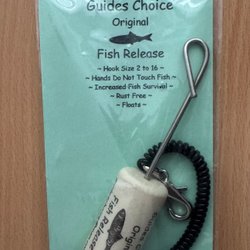 Guides Choice
Original
Fish Release
~ Hook Size 2 to 16 ~
~ Hands Do Not Touch Fish ~
~ Increased Fish Survival ~
~ Rust Free ~
~ Floats ~
Fish Release
Original